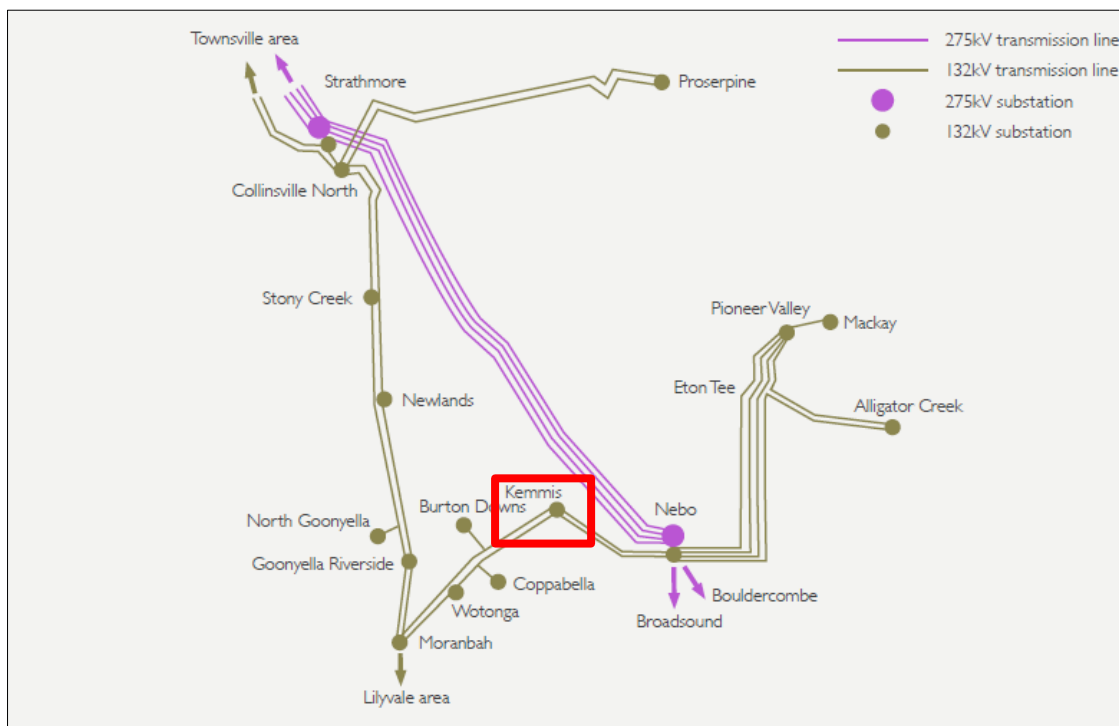 Townsville area
275kV transmission line
Strathmore
132kV transmission line
Proserpine
275kV substation
132kV substation
Collinsville North
Stony Creek
Pioneer Valley
Mackay
Eton Tee
Newlands
Alligator Creek
Kemmis
Burton Downs
Nebo
North Goonyella
Goonyella Riverside
Coppabella
Bouldercombe
Wotonga
Broadsound
Moranbah
Lilyvale area